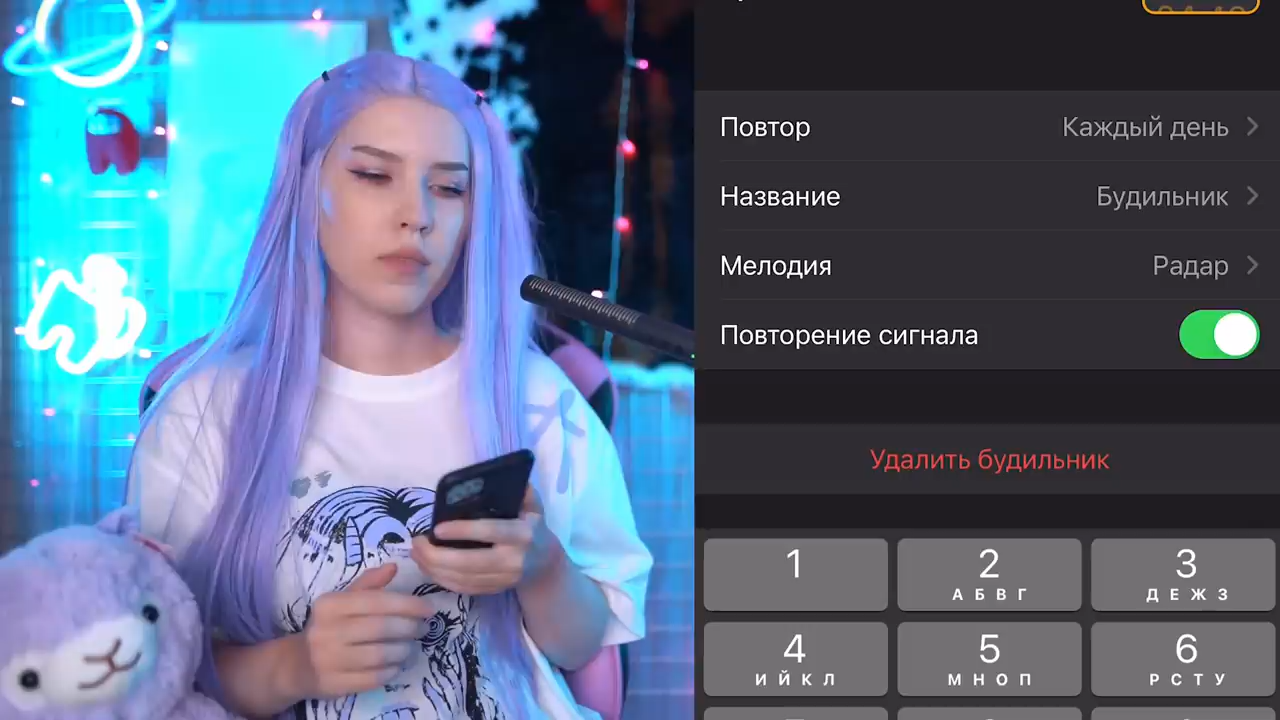 Повтор Каждый день
Название Будильник
Мелодия Радар
Повторение сигнала
Удалить будильник
1 2 3
А Б В Г Д Е Ж З
4 5 6
И Й К Л М Н О П Р С Т У